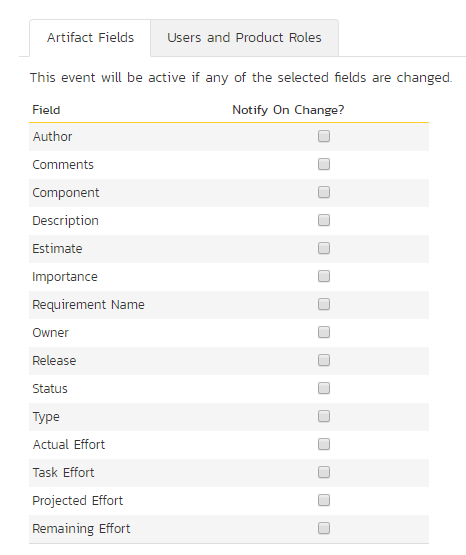 Artifact Fields Users and Product Roles
This event will be active if any of the selected fields are changed.
Field Notify On Change?
Author
Comments
Component
Description
Estimate
Importance
Requirement Name
Owner
Release
Status
Type
Actual Effort
Task Effort
Projected Effort
Remaining Effort